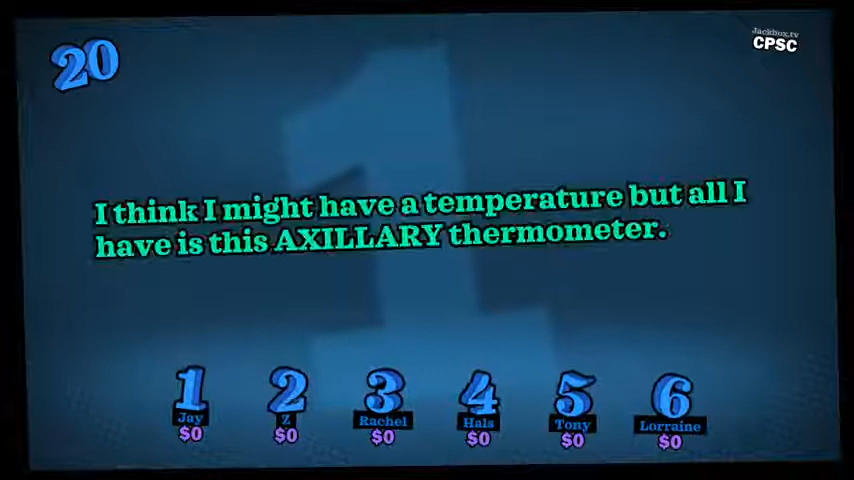 20
Jackbox.tv
CPSC
I think I might have a temperature but all I
have is this AXILLARY thermometer.
1 2 3 4 5 6
Jay Z Rachel Hals Tony Lorraine
$0 $0 $0 $0 $0 $0